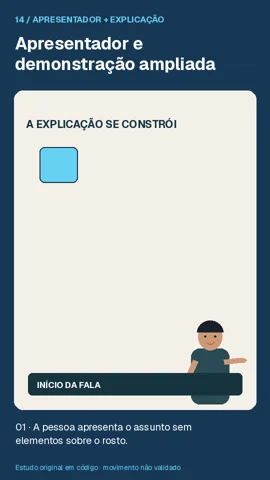 14 / APRESENTADOR + EXPLICAÇÃO
Apresentador e
demonstração ampliada
A EXPLICAÇÃO SE CONSTRÓI
INÍCIO DA FALA
01 · A pessoa apresenta o assunto sem
elementos sobre o rosto.
Estudo original em código · movimento não validado